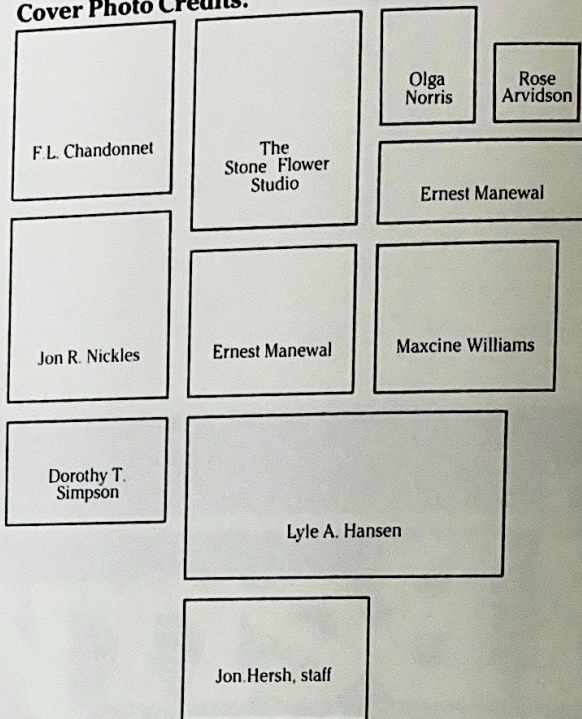 Cover Photo Credits:
F.L. Chandonnet
The
Stone Flower
Studio
Olga
Norris
Rose
Arvidson
Ernest Manewal
Jon R. Nickles
Ernest Manewal
Maxcine Williams
Dorothy T.
Simpson
Lyle A. Hansen
Jon.Hersh, staff